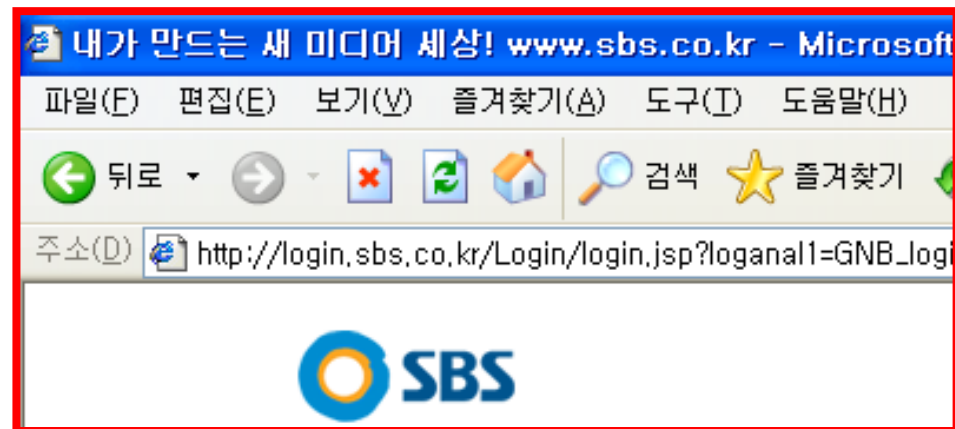 내가 만드는 새 미디어 세상! www.sbs.co.kr - Microsoft
파일(F) 편집(E) 보기(V) 즐겨찾기(A) 도구(T) 도움말(H)
뒤로 검색 즐겨찾기
주소(D) http://login.sbs.co.kr/Login/login.jsp?loganal1=GNB_logi
SBS